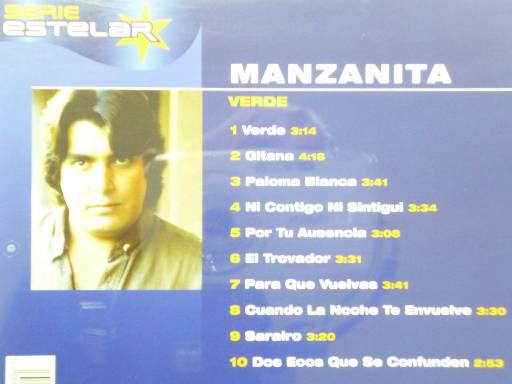 SERIE
ESTELAR
MANZANITA
VERDE
1 Verde 3:14
2 Gitana 4:18
3 Paloma Blanca 3:41
4 Ni Contigo Ni Sintigui 3:34
5 Por Tu Ausencia 3:08
6 El Trovador 3:31
7 Para Que Vuelvas 3:41
8 Cuando La Noche Te Envuelve 3:30
9 Sarairo 3:20
10 Dos Ecos Que Se Confunden 2:53